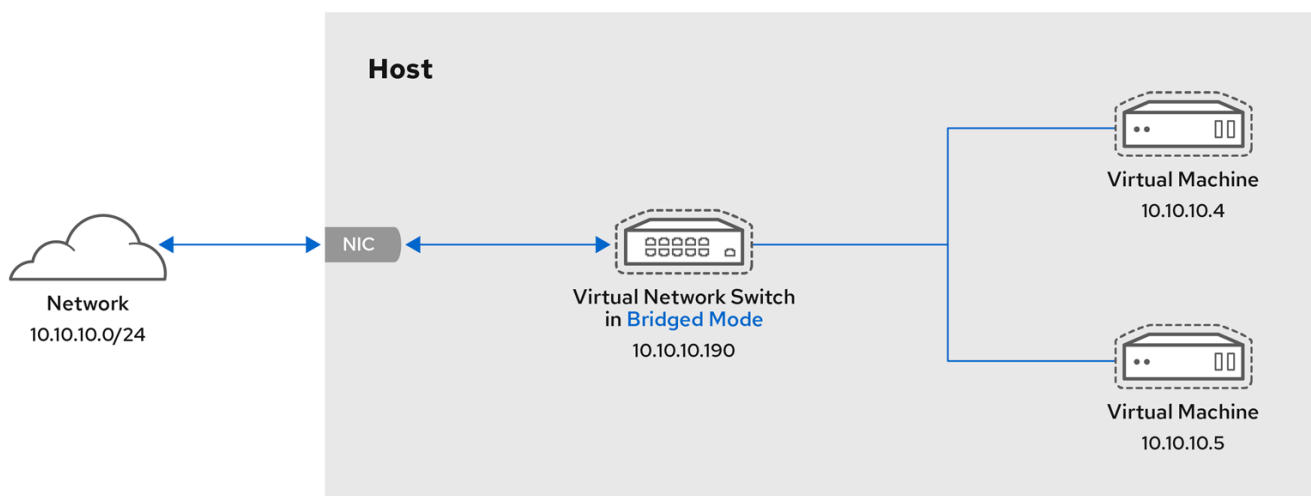 Host
Virtual Machine
10.10.10.4
NIC
Network
10.10.10.0/24
Virtual Network Switch
in Bridged Mode
10.10.10.190
Virtual Machine
10.10.10.5